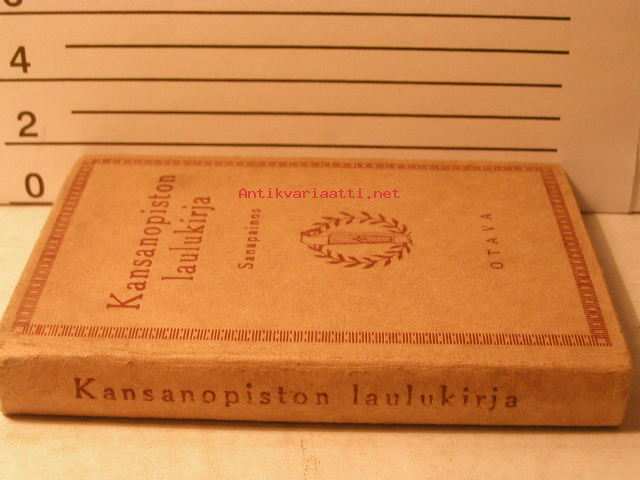 4
2
0
Antikvariaatti.net
Kansanopiston
laulukirja
Sanapainos
OTAVA
Kansanopiston laulukirja